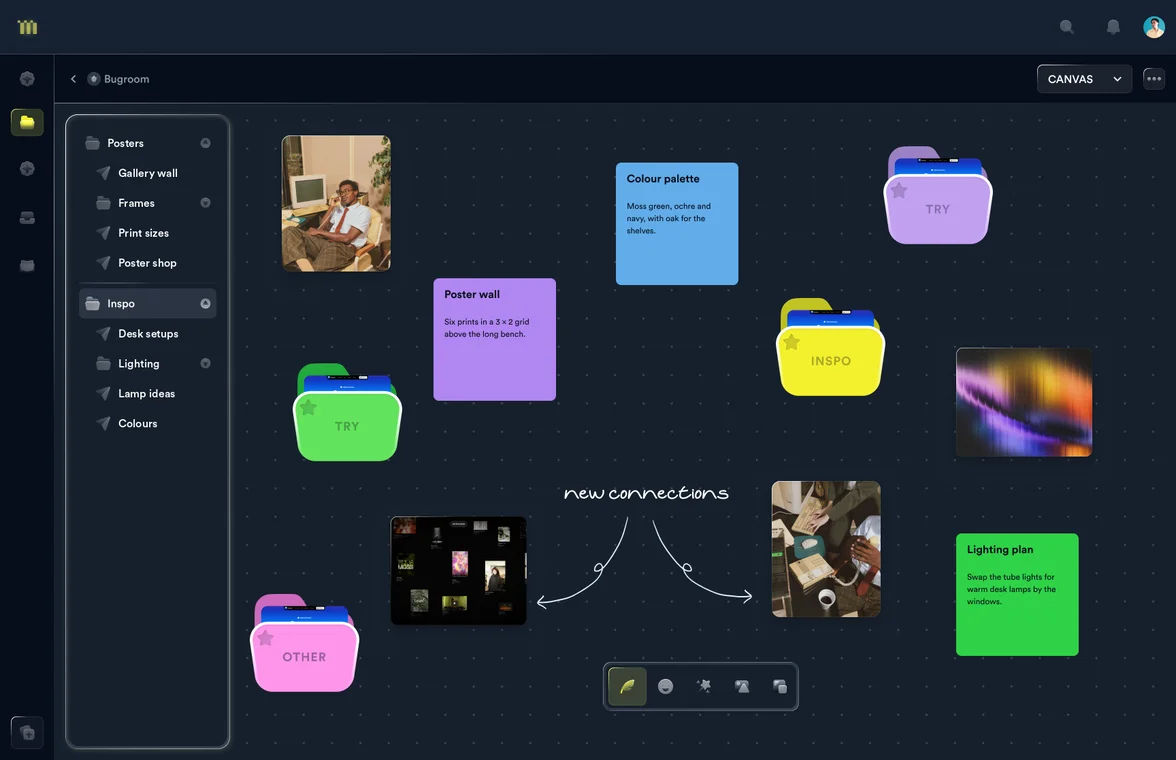 Bugroom
CANVAS
Posters
Gallery wall
Frames
Print sizes
Poster shop
Inspo
Desk setups
Lighting
Lamp ideas
Colours
Colour palette
Moss green, ochre and
navy, with oak for the
shelves.
TRY
Poster wall
Six prints in a 3 × 2 grid
above the long bench.
INSPO
TRY
new connections
Lighting plan
Swap the tube lights for
warm desk lamps by the
windows.
OTHER